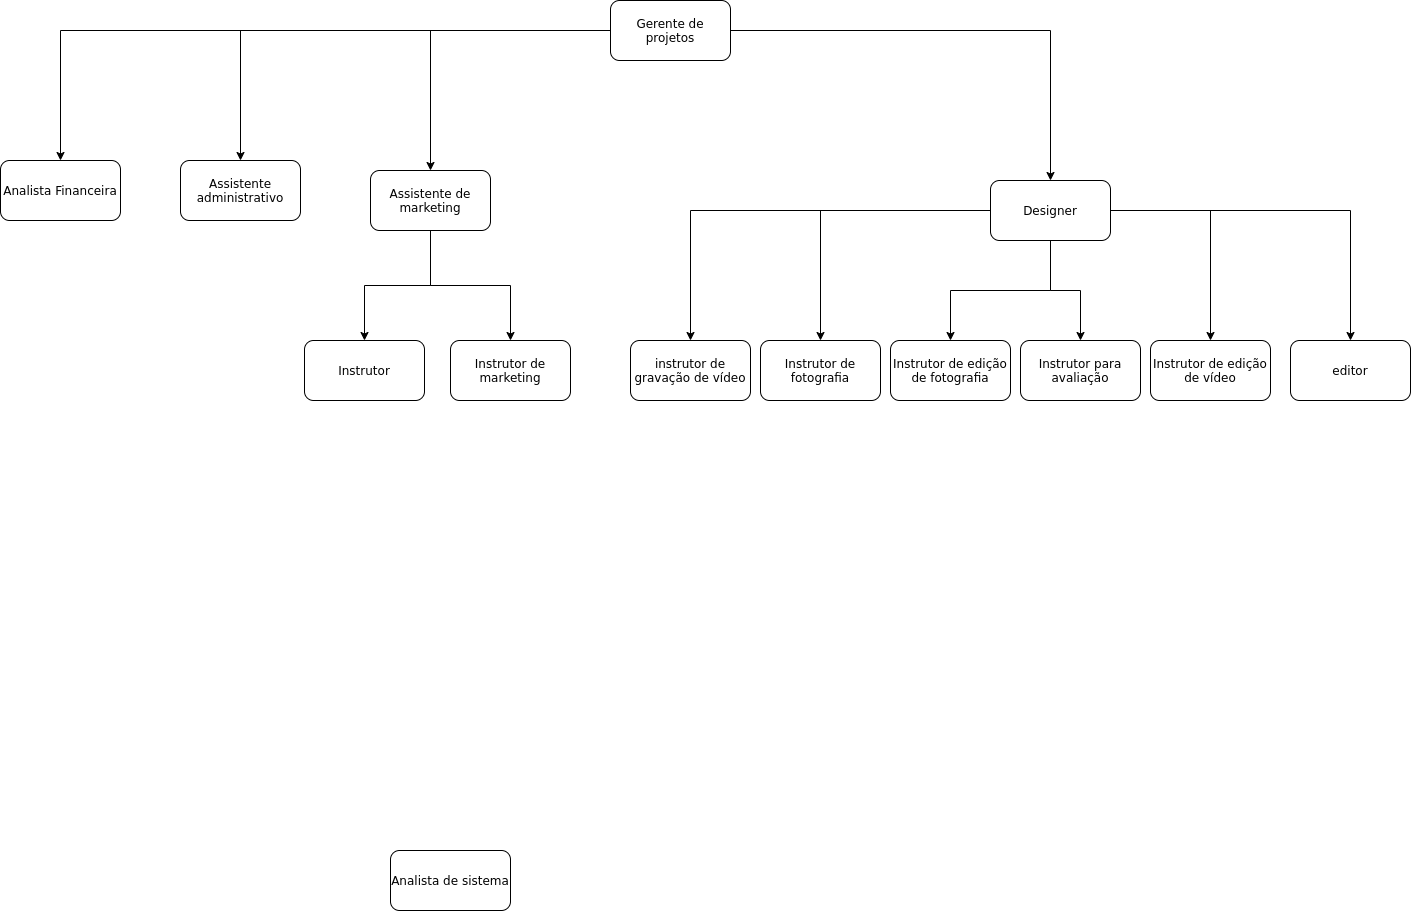 Gerente de
projetos
Analista Financeira
Assistente
administrativo
Assistente de
marketing
Designer
Instrutor
Instrutor de
marketing
instrutor de
gravação de vídeo
Instrutor de
fotografia
Instrutor de edição
de fotografia
Instrutor para
avaliação
Instrutor de edição
de vídeo
editor
Analista de sistema